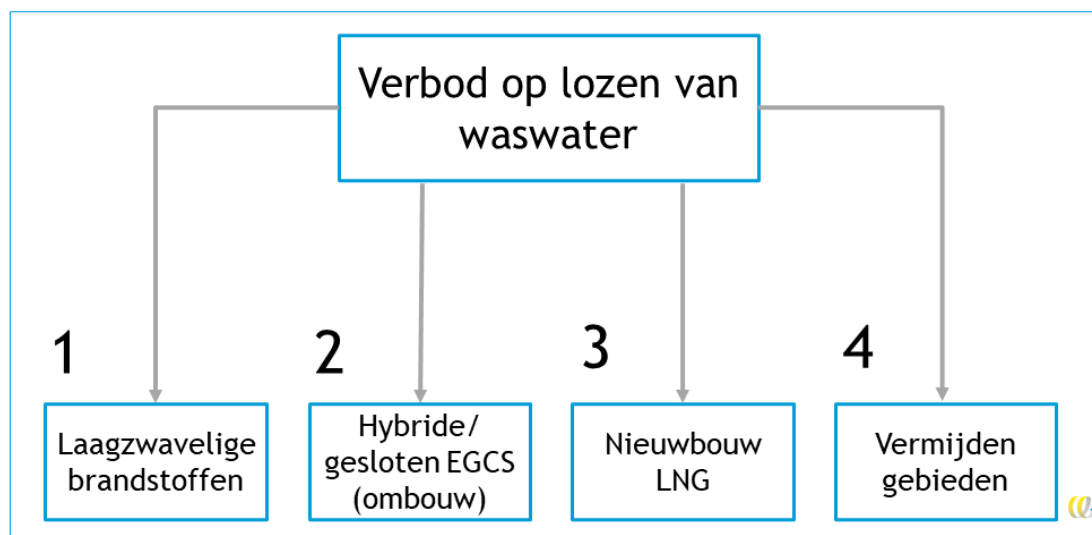 Verbod op lozen van
waswater
1
2
3
4
Laagzwavelige
brandstoffen
Hybride/
gesloten EGCS
(ombouw)
Nieuwbouw
LNG
Vermijden
gebieden